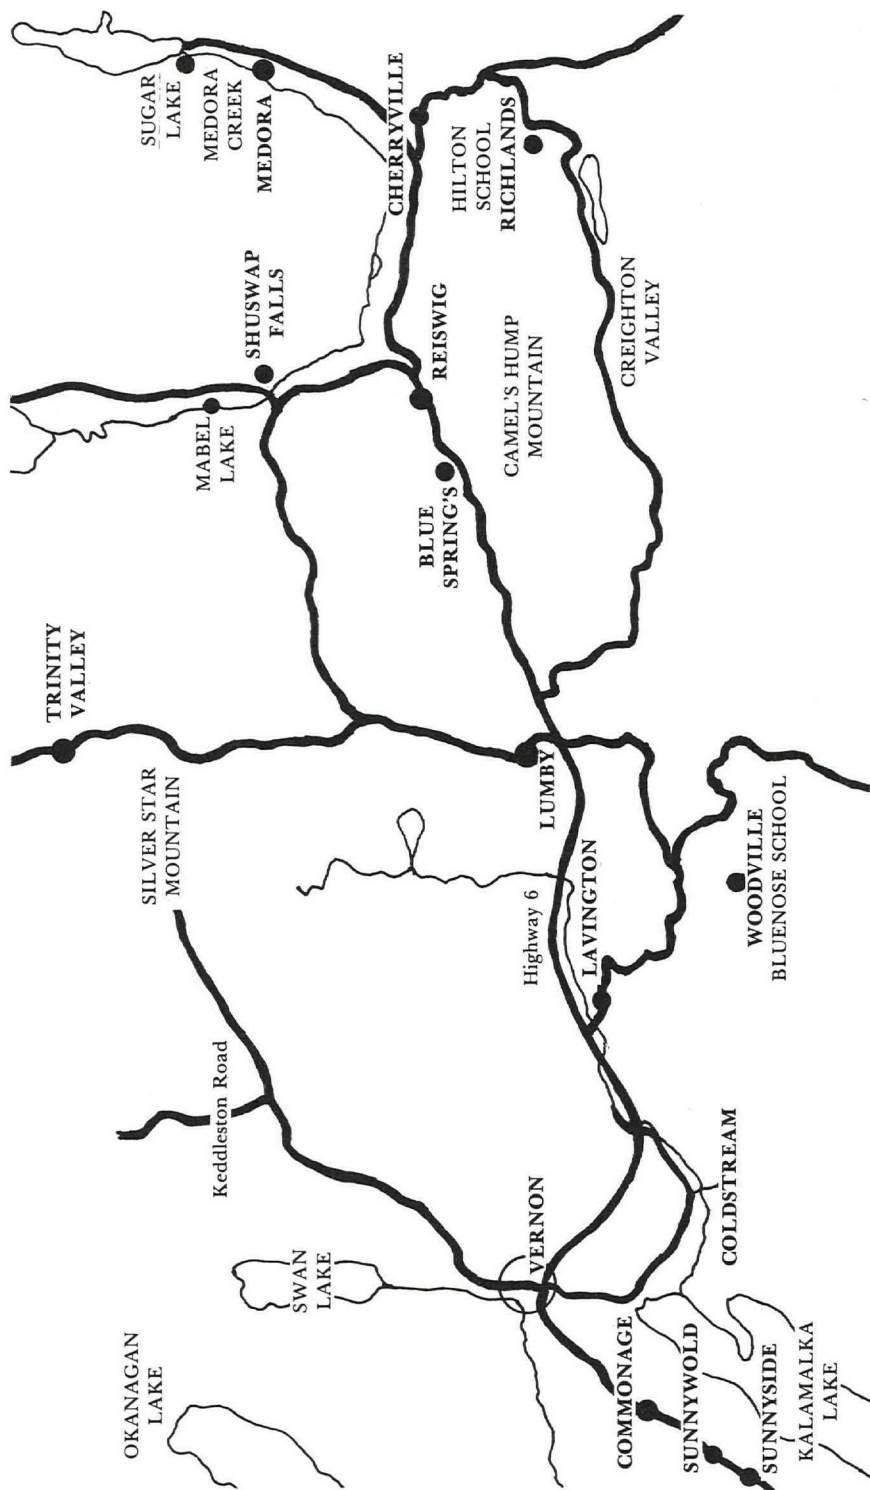 OKANAGAN
LAKE
SWAN
LAKE
Keddleston Road
SILVER STAR
MOUNTAIN
TRINITY
VALLEY
MABEL
LAKE
SHUSWAP
FALLS
SUGAR
LAKE
MEDORA
CREEK
MEDORA
CHERRYVILLE
HILTON
SCHOOL
RICHLANDS
REISWIG
BLUE
SPRING'S
CAMEL'S HUMP
MOUNTAIN
CREIGHTON
VALLEY
LUMBY
Highway 6
LAVINGTON
WOODVILLE
BLUENOSE SCHOOL
VERNON
COLDSTREAM
COMMONAGE
SUNNYWOLD
SUNNYSIDE
KALAMALKA
LAKE